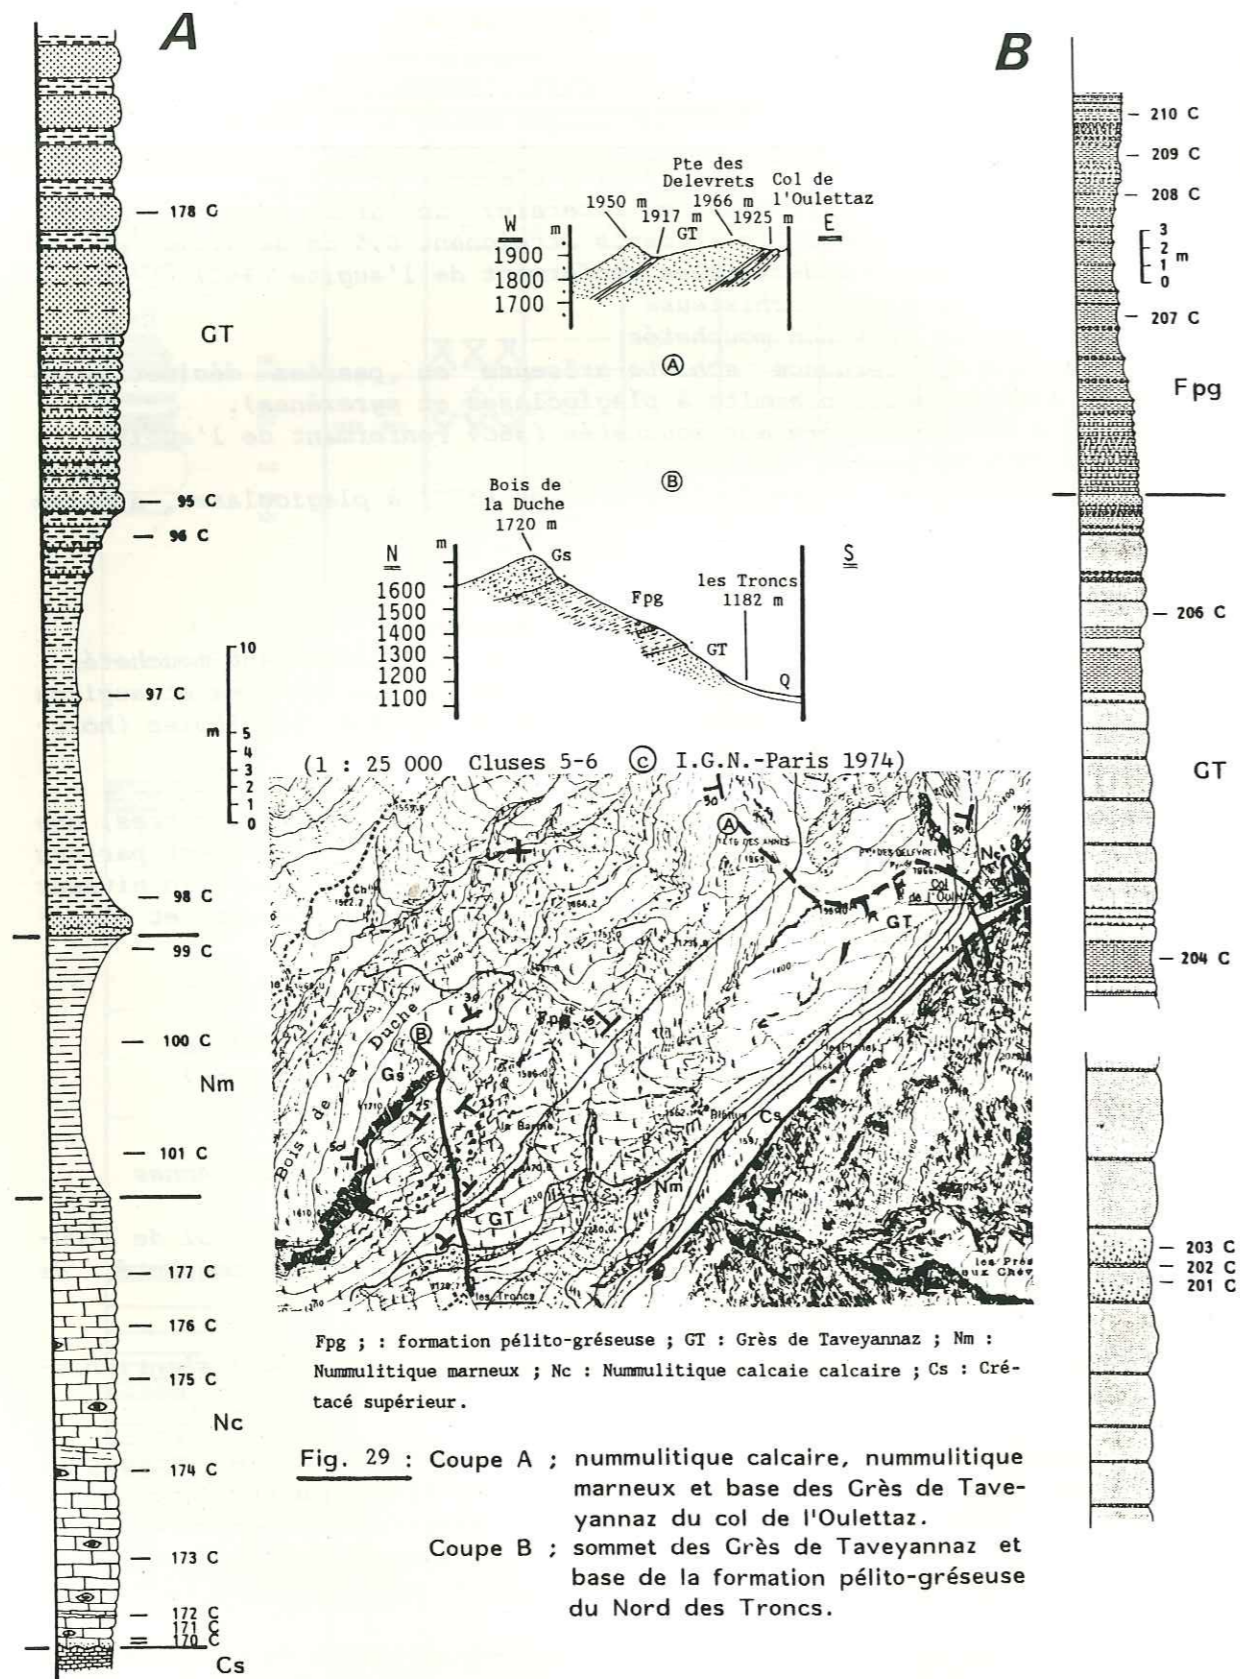 A
178 C
GT
95 C
96 C
97 C
10
m
5
4
3
2
1
0
98 C
99 C
100 C
Nm
101 C
177 C
176 C
175 C
Nc
174 C
173 C
172 C
171 C
170 C
Cs
Pte des
Delevrets
Col de
l'Oulettaz
1950 m
1966 m
1917 m
1925 m
W
m
GT
E
1900
1800
1700
A
B
Bois de
la Duche
1720 m
N
m
Gs
S
les Troncs
1182 m
1600
1500
1400
1300
1200
1100
Fpg
GT
Q
(1 : 25 000 Cluses 5-6 © I.G.N.-Paris 1974)
50
A
TÊTE DES ANNES
50
Col
de l'Oulettaz
GT
Bois de la Duche
B
Gs
Fpg
Cs
Nm
GT
les Troncs
les Prés
Fpg ; : formation pélito-gréseuse ; GT : Grès de Taveyannaz ; Nm :
Nummulitique marneux ; Nc : Nummulitique calcaie calcaire ; Cs : Cré-
tacé supérieur.
Fig. 29 : Coupe A ; nummulitique calcaire, nummulitique
marneux et base des Grès de Tave-
yannaz du col de l'Oulettaz.
Coupe B ; sommet des Grès de Taveyannaz et
base de la formation pélito-gréseuse
du Nord des Troncs.
B
210 C
209 C
208 C
3
2
1
0
m
207 C
Fpg
206 C
GT
204 C
203 C
202 C
201 C